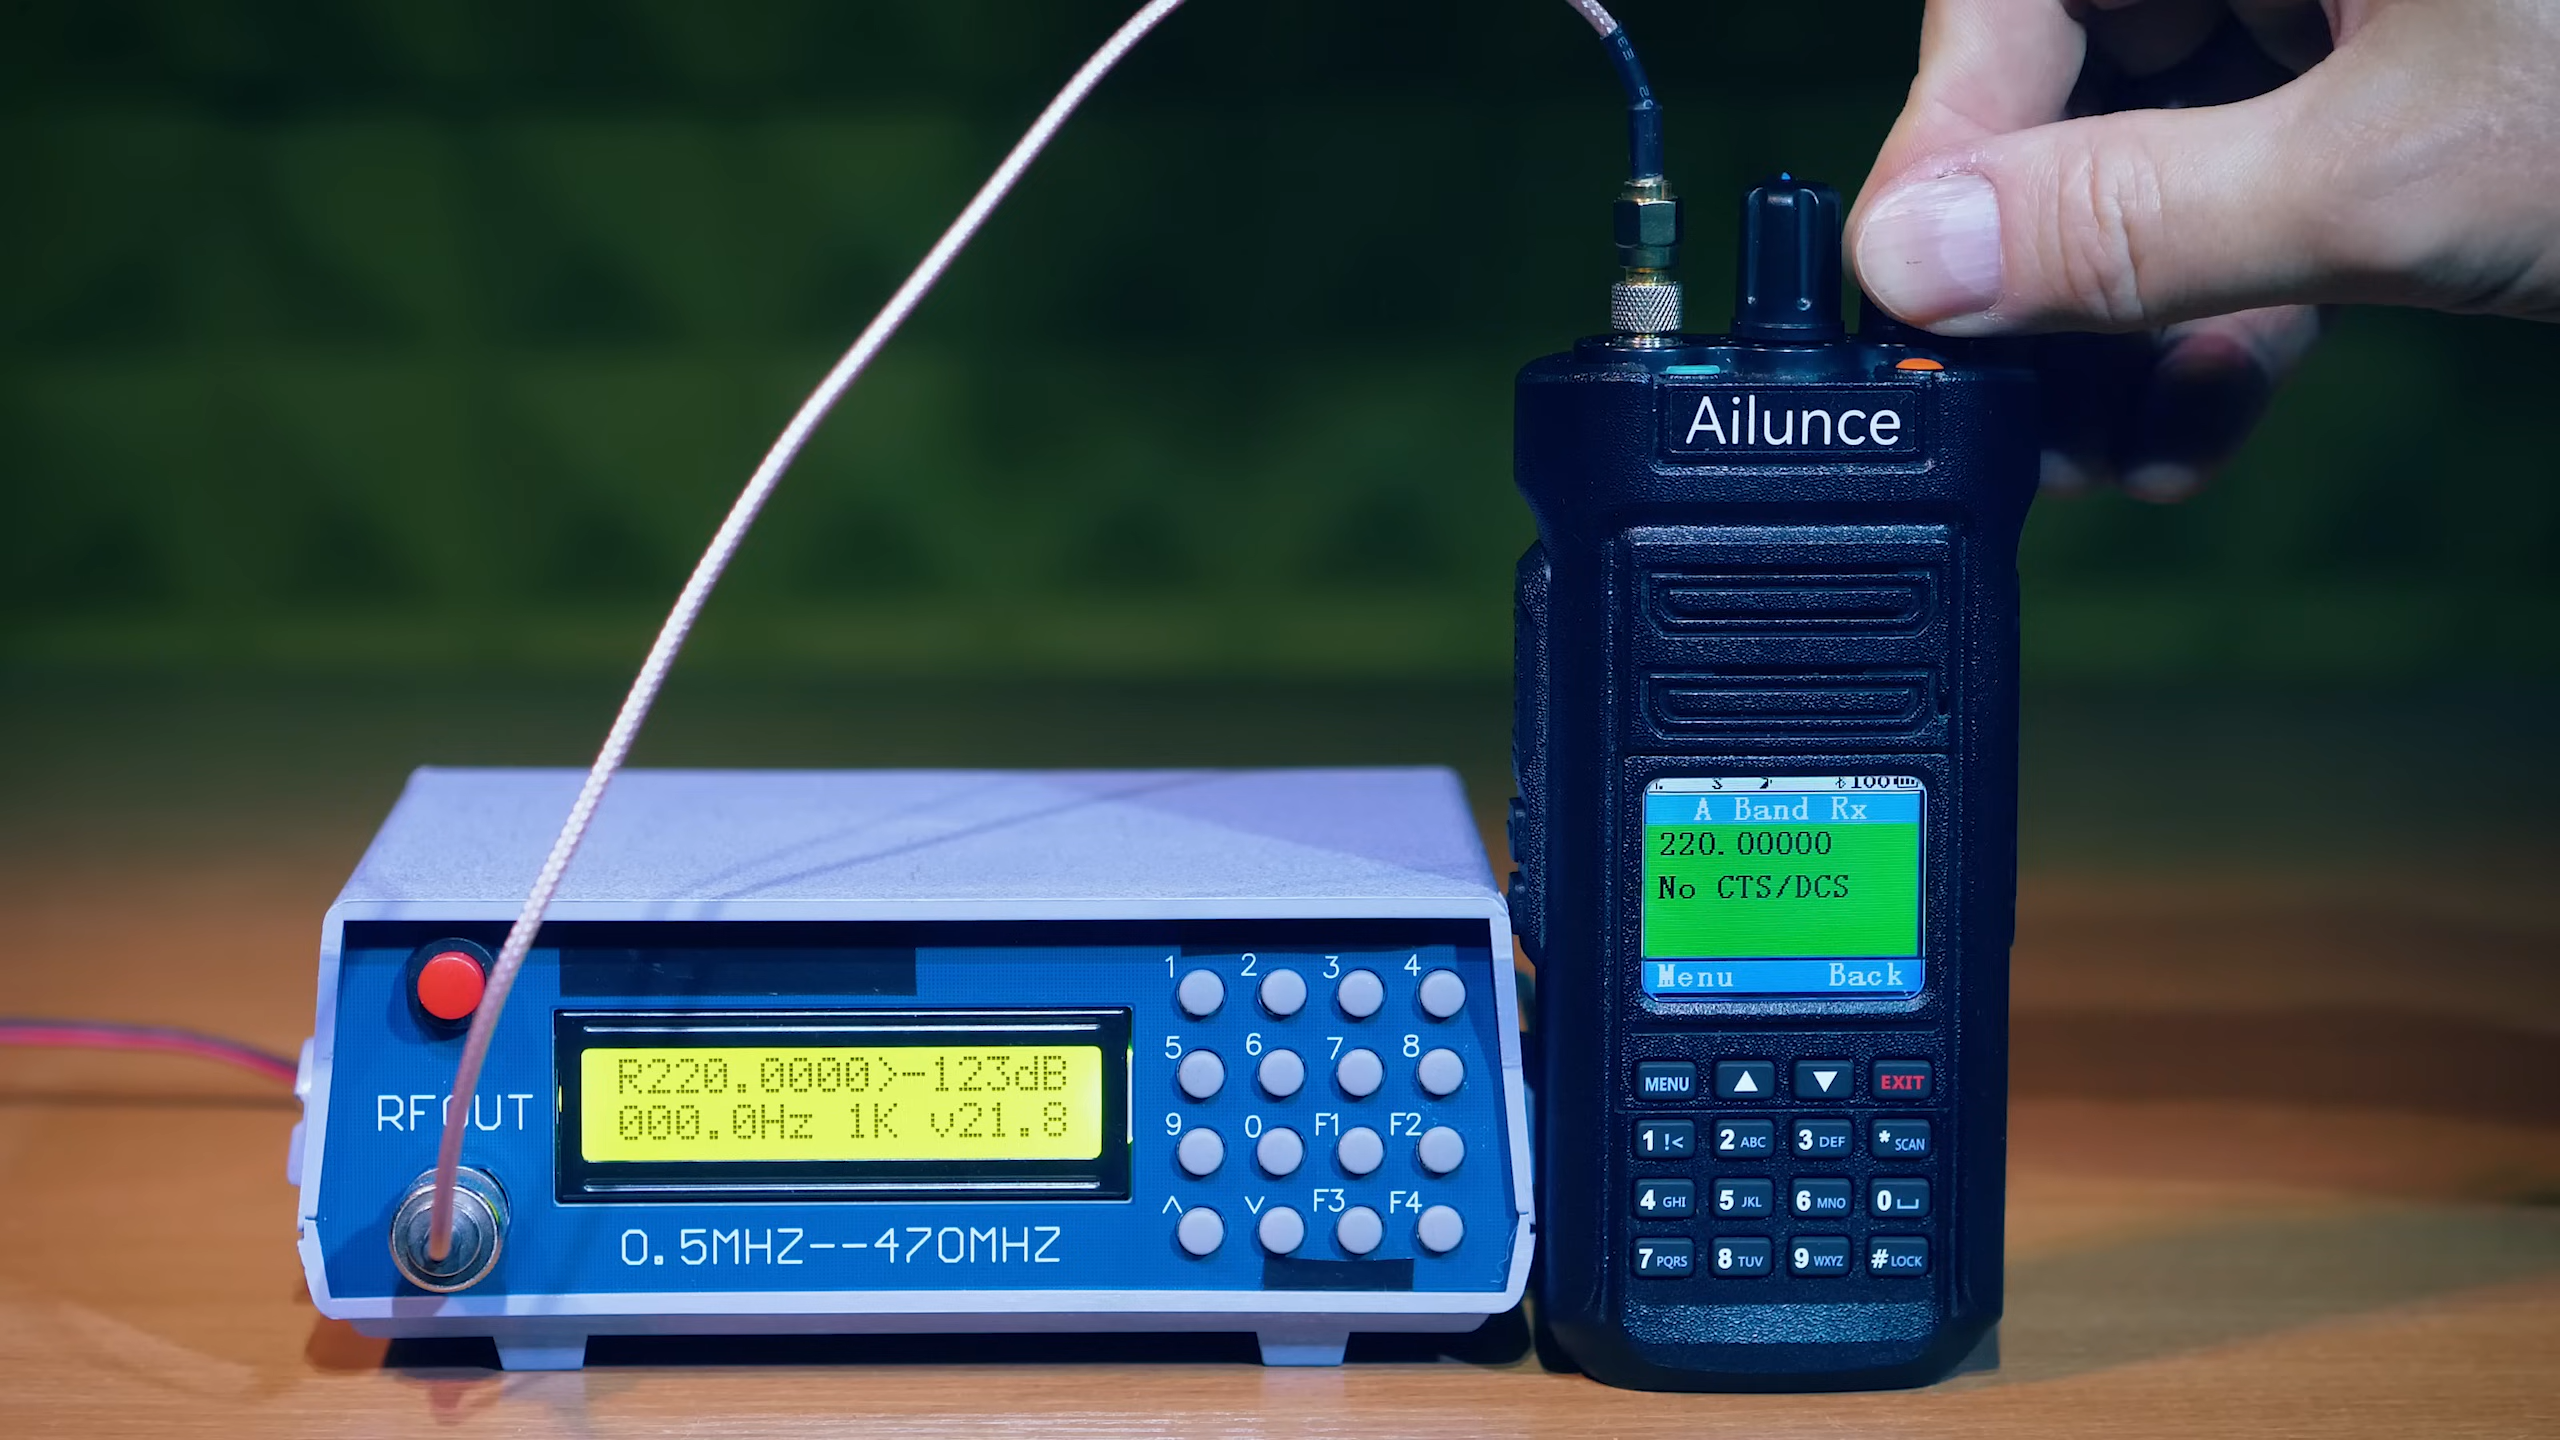 Ailunce
100
A Band Rx
220.00000
No CTS/DCS
Menu Back
1 2 3 4
5 6 7 8
9 0 F1 F2
^ v F3 F4
R220.0000>-123dB
000.0Hz 1K v21.8
RFOUT
0.5MHZ--470MHZ
MENU ▲ ▼ EXIT
1 !< 2 ABC 3 DEF * SCAN
4 GHI 5 JKL 6 MNO 0 ⎵
7 PQRS 8 TUV 9 WXYZ # LOCK